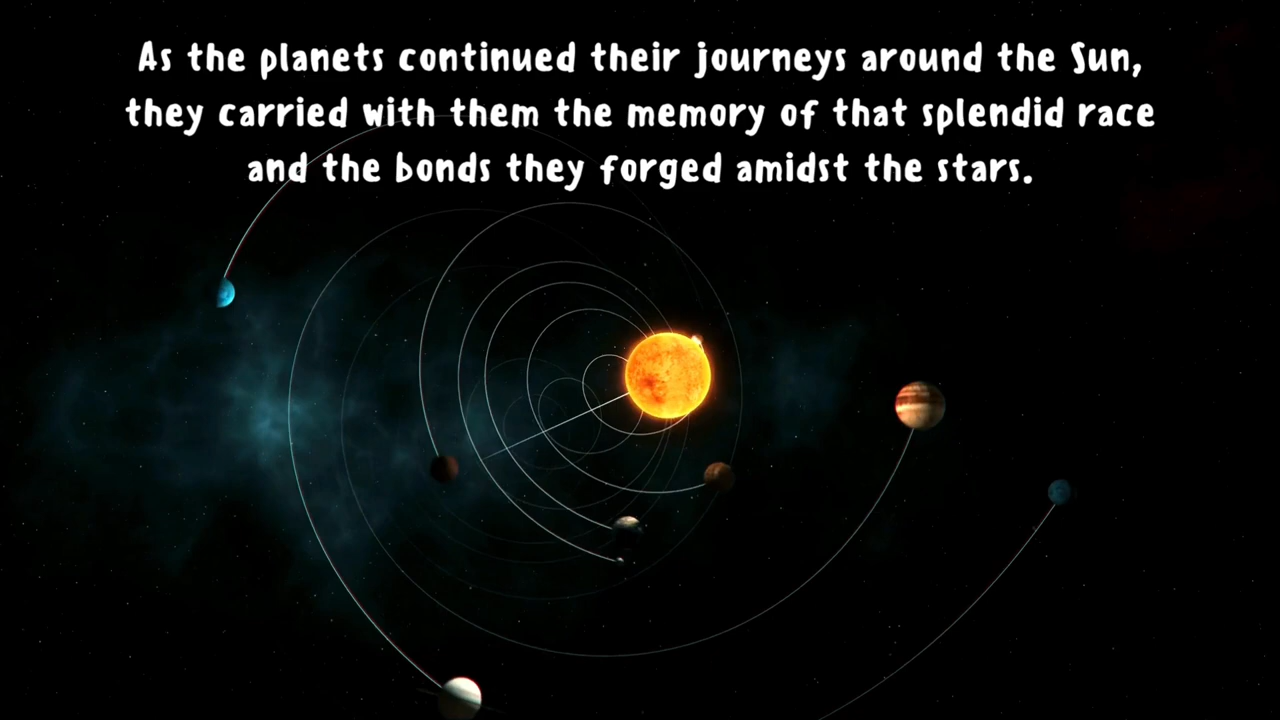 As the planets continued their journeys around the Sun,
they carried with them the memory of that splendid race
and the bonds they forged amidst the stars.